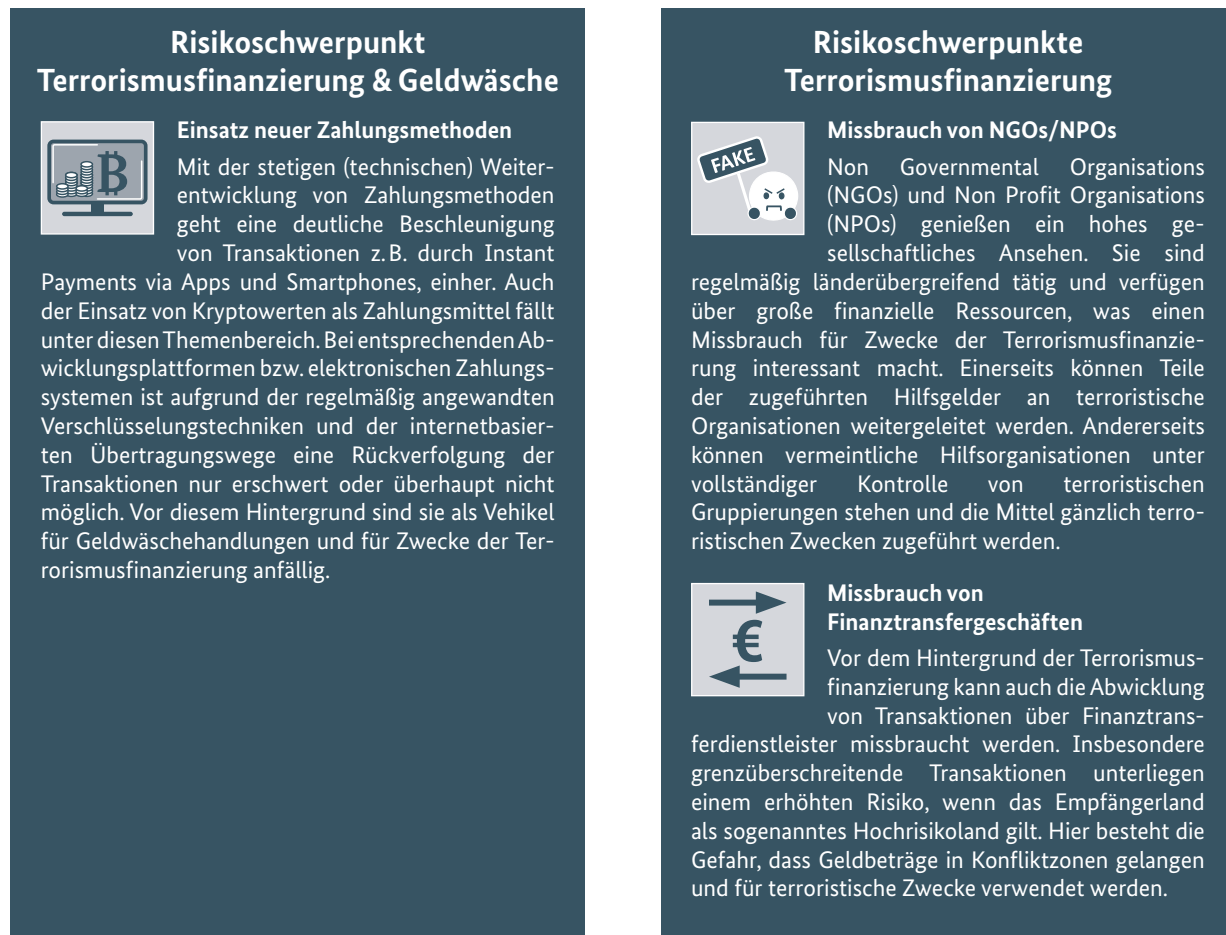 Risikoschwerpunkt
Terrorismusfinanzierung & Geldwäsche
Einsatz neuer Zahlungsmethoden
Mit der stetigen (technischen) Weiter-
entwicklung von Zahlungsmethoden
geht eine deutliche Beschleunigung
von Transaktionen z. B. durch Instant
Payments via Apps und Smartphones, einher. Auch
der Einsatz von Kryptowerten als Zahlungsmittel fällt
unter diesen Themenbereich. Bei entsprechenden Ab-
wicklungsplattformen bzw. elektronischen Zahlungs-
systemen ist aufgrund der regelmäßig angewandten
Verschlüsselungstechniken und der internetbasier-
ten Übertragungswege eine Rückverfolgung der
Transaktionen nur erschwert oder überhaupt nicht
möglich. Vor diesem Hintergrund sind sie als Vehikel
für Geldwäschehandlungen und für Zwecke der Ter-
rorismusfinanzierung anfällig.
Risikoschwerpunkte
Terrorismusfinanzierung
FAKE
Missbrauch von NGOs/NPOs
Non Governmental Organisations
(NGOs) und Non Profit Organisations
(NPOs) genießen ein hohes ge-
sellschaftliches Ansehen. Sie sind
regelmäßig länderübergreifend tätig und verfügen
über große finanzielle Ressourcen, was einen
Missbrauch für Zwecke der Terrorismusfinanzie-
rung interessant macht. Einerseits können Teile
der zugeführten Hilfsgelder an terroristische
Organisationen weitergeleitet werden. Andererseits
können vermeintliche Hilfsorganisationen unter
vollständiger Kontrolle von terroristischen
Gruppierungen stehen und die Mittel gänzlich terro-
ristischen Zwecken zugeführt werden.
€
Missbrauch von
Finanztransfergeschäften
Vor dem Hintergrund der Terrorismus-
finanzierung kann auch die Abwicklung
von Transaktionen über Finanztrans-
ferdienstleister missbraucht werden. Insbesondere
grenzüberschreitende Transaktionen unterliegen
einem erhöhten Risiko, wenn das Empfängerland
als sogenanntes Hochrisikoland gilt. Hier besteht die
Gefahr, dass Geldbeträge in Konfliktzonen gelangen
und für terroristische Zwecke verwendet werden.